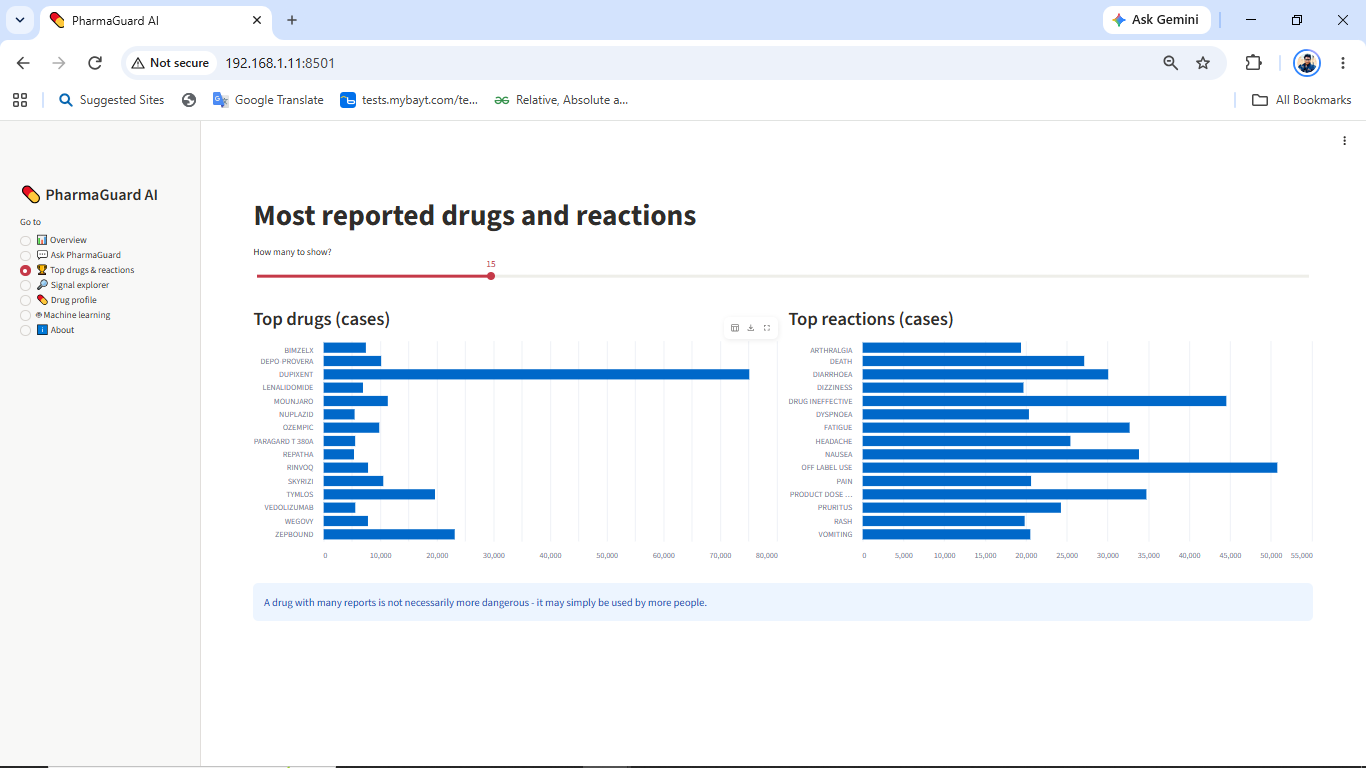 PharmaGuard AI
Ask Gemini
Not secure
192.168.1.11:8501
Suggested Sites
Google Translate
tests.mybayt.com/te...
Relative, Absolute a...
All Bookmarks
PharmaGuard AI
Go to
Overview
Ask PharmaGuard
Top drugs & reactions
Signal explorer
Drug profile
Machine learning
About
Most reported drugs and reactions
How many to show?
15
Top drugs (cases)
BIMZELX
DEPO PROVERA
DUPIXENT
LENALIDOMIDE
MOUNJARO
NUPLAZID
OZEMPIC
PARAGARD T 380A
REPATHA
RINVOQ
SKYRIZI
TYMLOS
VEDOLIZUMAB
WEGOVY
ZEPBOUND
0 10,000 20,000 30,000 40,000 50,000 60,000 70,000 80,000
Top reactions (cases)
ARTHRALGIA
DEATH
DIARRHOEA
DIZZINESS
DRUG INEFFECTIVE
DYSPNOEA
FATIGUE
HEADACHE
NAUSEA
OFF LABEL USE
PAIN
PRODUCT DOSE ...
PRURITUS
RASH
VOMITING
0 5,000 10,000 15,000 20,000 25,000 30,000 35,000 40,000 45,000 50,000 55,000
A drug with many reports is not necessarily more dangerous - it may simply be used by more people.